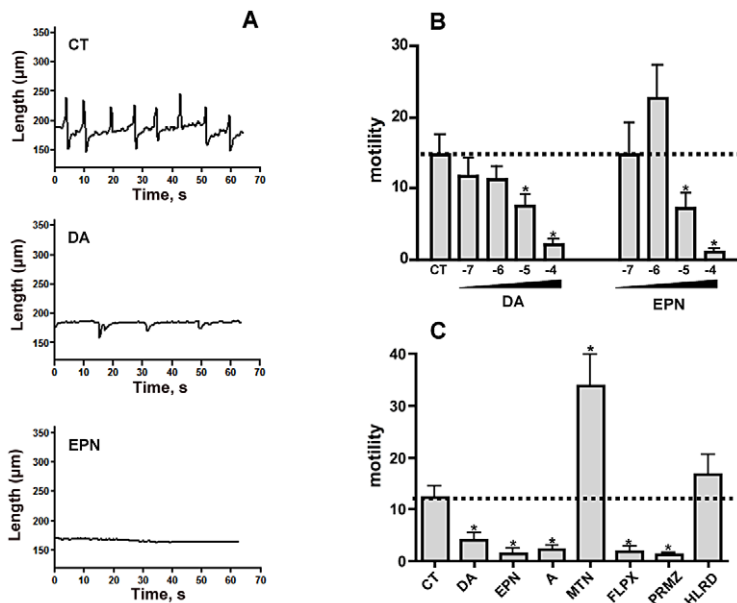 A
CT
Length (µm)
350
300
250
200
150
0 10 20 30 40 50 60 70
Time, s
DA
Length (µm)
350
300
250
200
150
0 10 20 30 40 50 60 70
Time, s
EPN
Length (µm)
350
300
250
200
150
0 10 20 30 40 50 60 70
Time, s
B
motility
30
20
10
0
* * * *
CT -7 -6 -5 -4 -7 -6 -5 -4
DA EPN
C
motility
40
30
20
10
0
* * * * * * 
CT DA EPN A MTN FLPX PRMZ HLRD